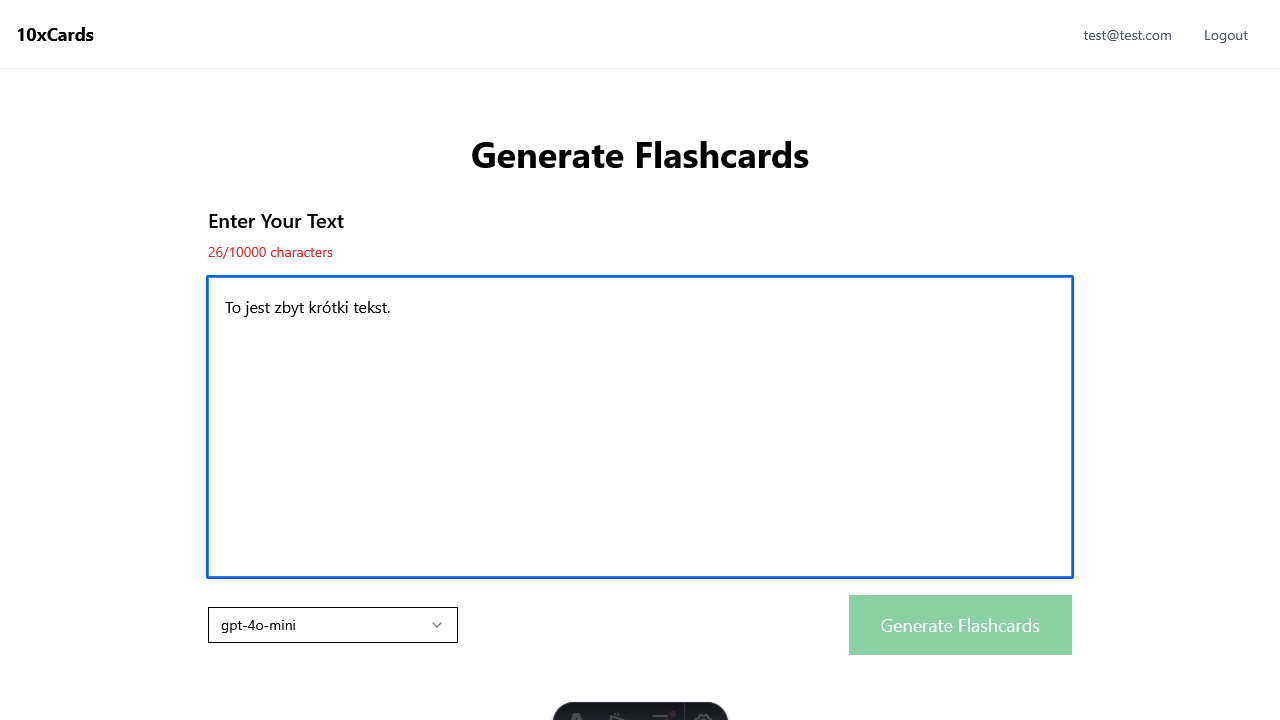 10xCards
test@test.com
Logout
Generate Flashcards
Enter Your Text
26/10000 characters
To jest zbyt krótki tekst.
gpt-4o-mini
Generate Flashcards